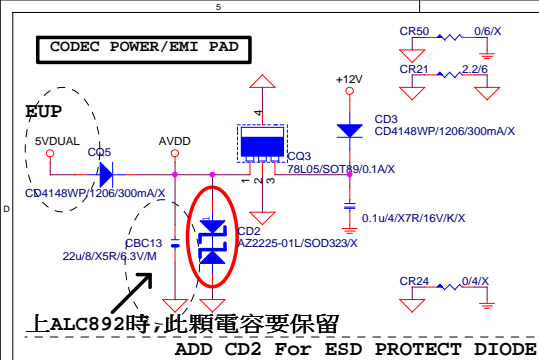 5
CODEC POWER/EMI PAD
CR50 0/6/X
CR21 2.2/6
+12V
EUP
4
5VDUAL
AVDD
CD3
CD4148WP/1206/300mA/X
CQ5
CQ3
78L05/SOT89/0.1A/X
CD4148WP/1206/300mA/X
1 2 3
D
1
0.1u/4/X7R/16V/K/X
CD2
AZ2225-01L/SOD323/X
CBC13
22u/8/X5R/6.3V/M
CR24 0/4/X
上ALC892時,此顆電容要保留
ADD CD2 For ESD PROTECT DIODE